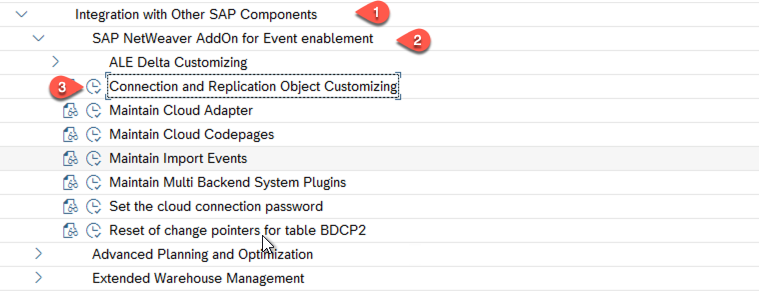 Integration with Other SAP Components 1
SAP NetWeaver AddOn for Event enablement 2
ALE Delta Customizing
3 Connection and Replication Object Customizing
Maintain Cloud Adapter
Maintain Cloud Codepages
Maintain Import Events
Maintain Multi Backend System Plugins
Set the cloud connection password
Reset of change pointers for table BDCP2
Advanced Planning and Optimization
Extended Warehouse Management